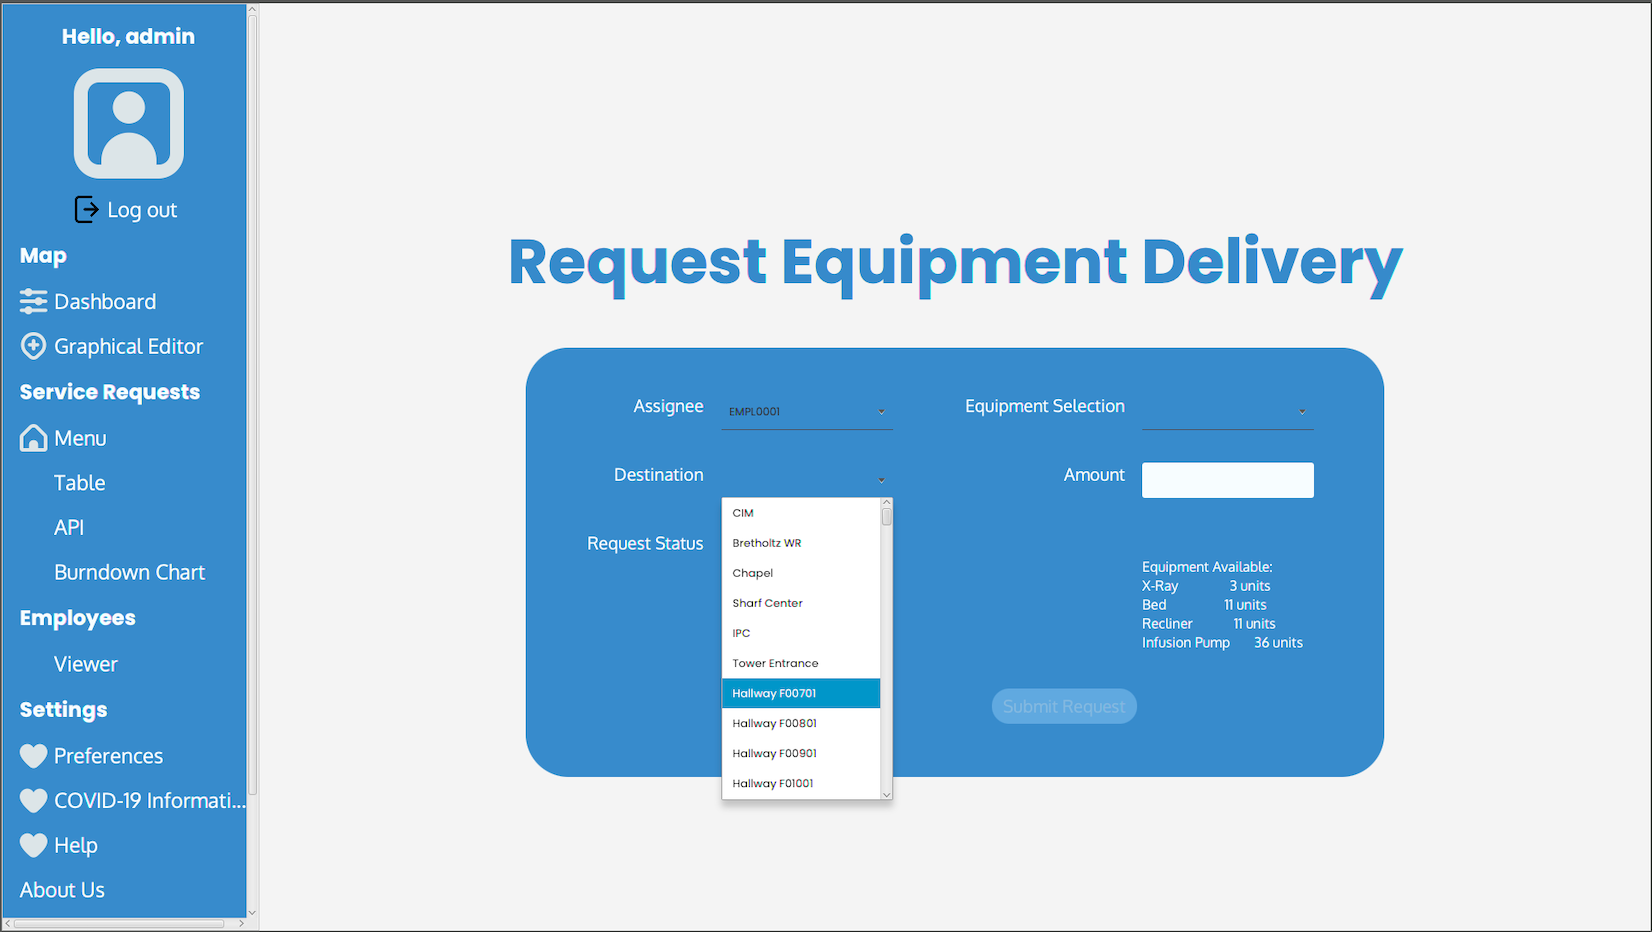 Hello, admin
Log out
Map
Dashboard
Graphical Editor
Service Requests
Menu
Table
API
Burndown Chart
Employees
Viewer
Settings
Preferences
COVID-19 Informati...
Help
About Us
Request Equipment Delivery
Assignee EMPL0001 Equipment Selection
Destination Amount
CIM
Bretholtz WR
Request Status
Chapel
Sharf Center
IPC
Tower Entrance
Hallway F00701
Hallway F00801
Hallway F00901
Hallway F01001
Equipment Available:
X-Ray 3 units
Bed 11 units
Recliner 11 units
Infusion Pump 36 units
Submit Request